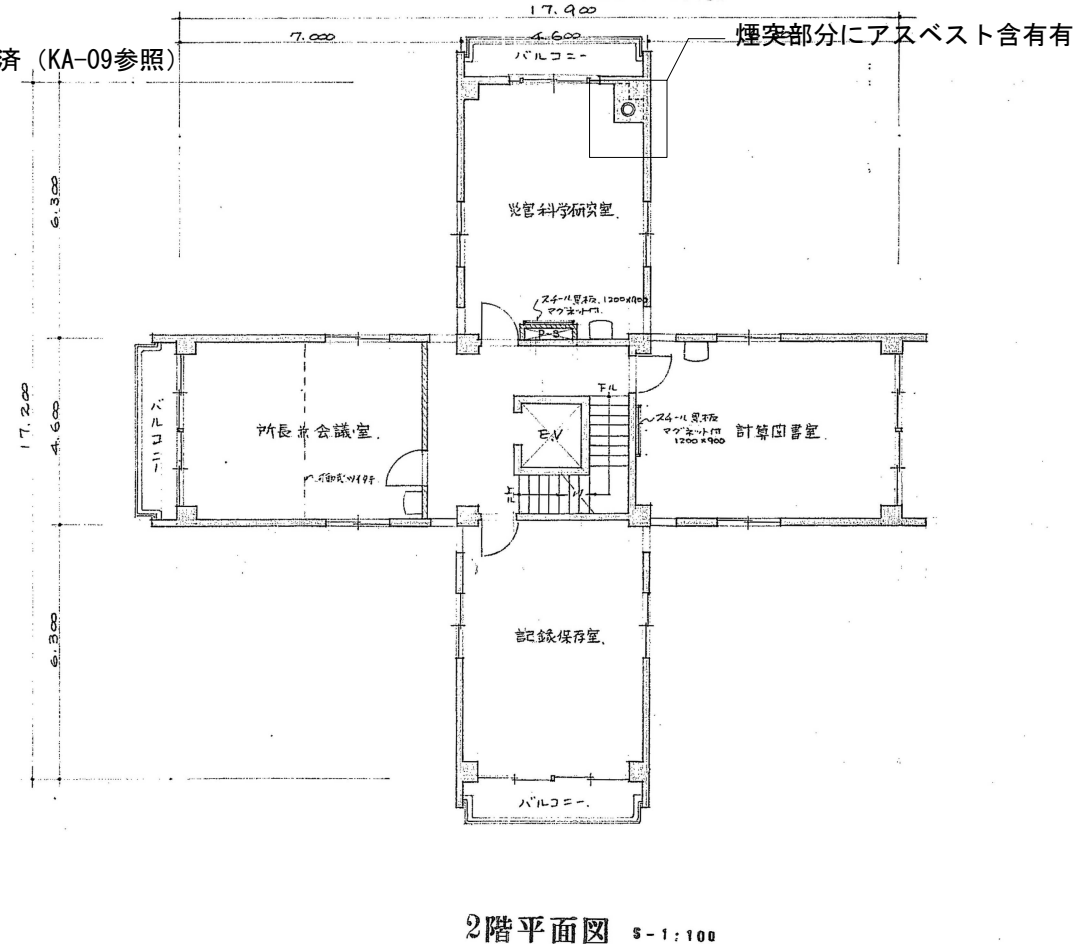 17.900
7.000
4.600
煙突部分にアスベスト含有有
済（KA-09参照）
バルコニー
6.300
災害科学研究室.
スチール黒板.1200×900
マグネット付.
P.S
17.200
4.600
バルコニー
所長兼会議室.
E.V
下ル
スチール黒板
マグネット付
1200×900
計算図書室.
6.300
記録保存室.
バルコニー.
2階平面図 S-1:100